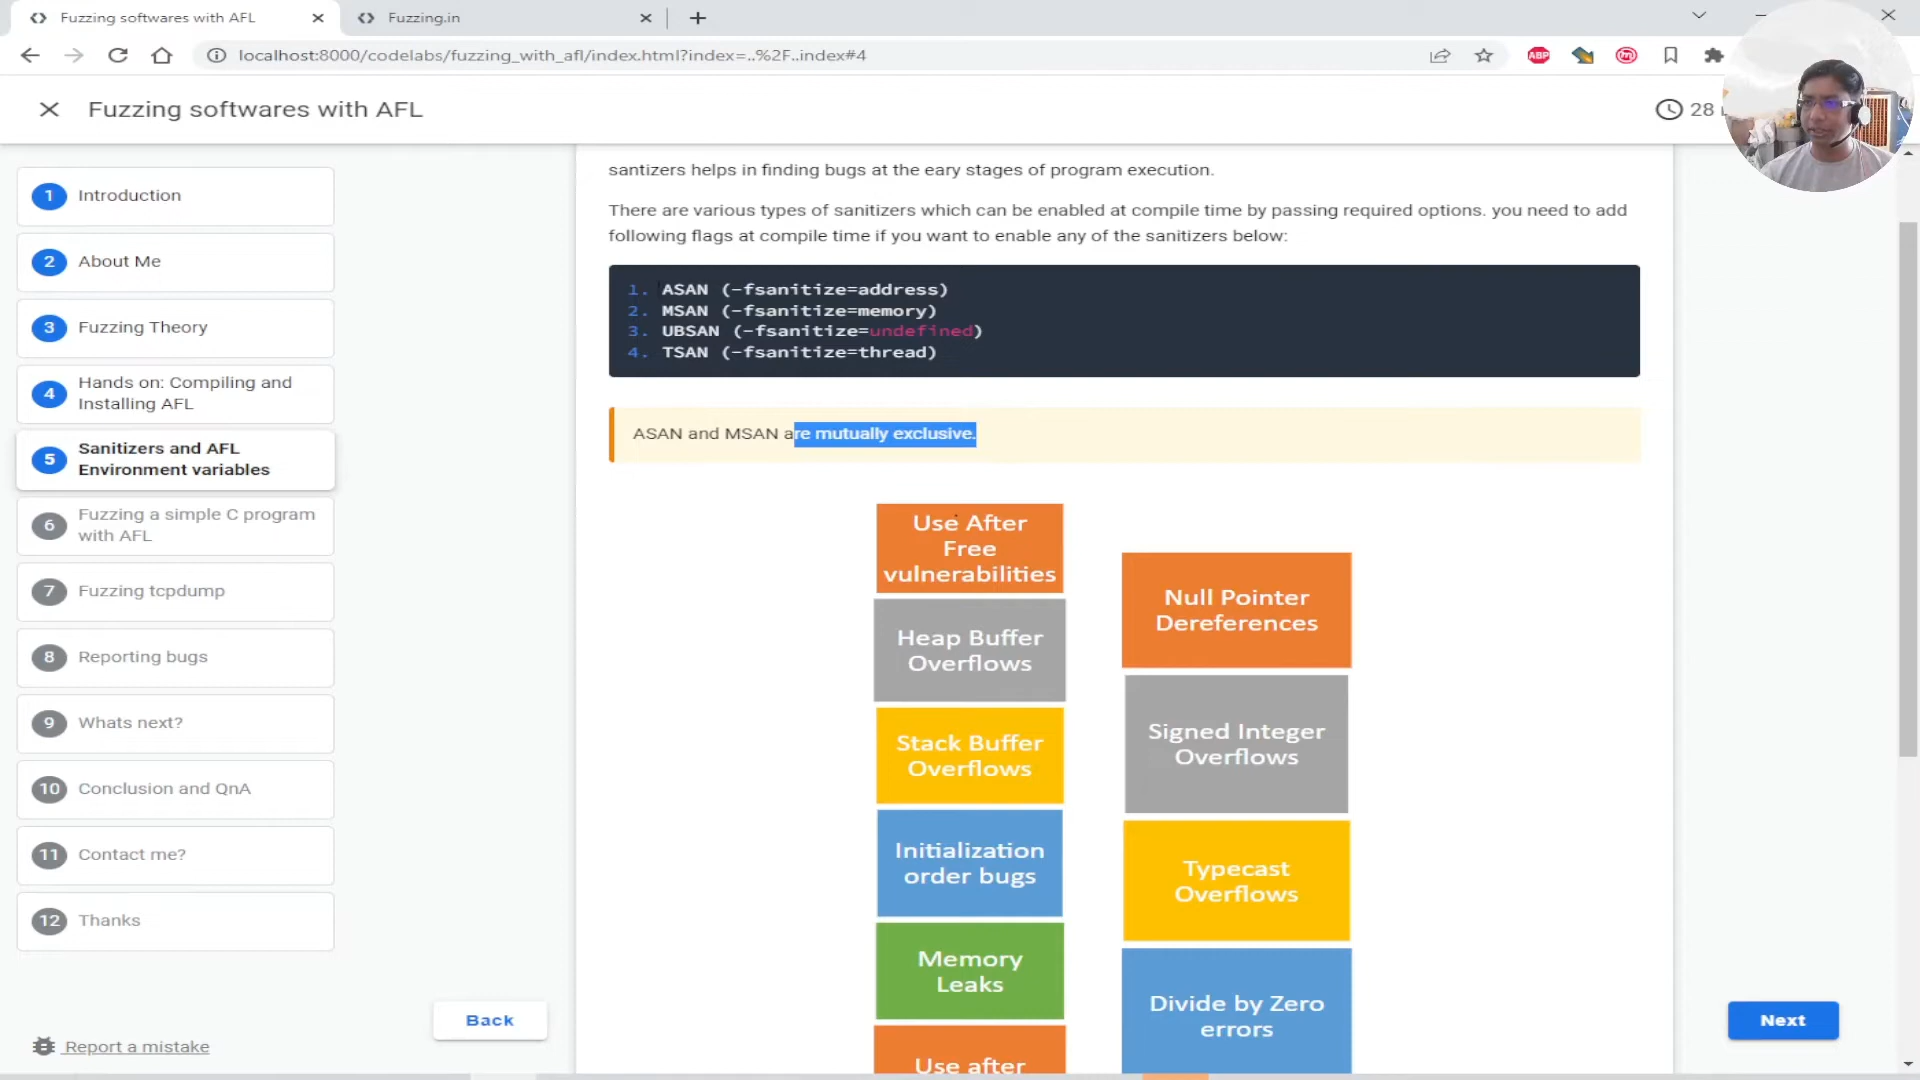 Fuzzing softwares with AFL
Fuzzing.in
localhost:8000/codelabs/fuzzing_with_afl/index.html?index=..%2F..index#4
ABP
Fuzzing softwares with AFL
28
1 Introduction
2 About Me
3 Fuzzing Theory
4 Hands on: Compiling and
Installing AFL
5 Sanitizers and AFL
Environment variables
6 Fuzzing a simple C program
with AFL
7 Fuzzing tcpdump
8 Reporting bugs
9 Whats next?
10 Conclusion and QnA
11 Contact me?
12 Thanks
Report a mistake
santizers helps in finding bugs at the eary stages of program execution.
There are various types of sanitizers which can be enabled at compile time by passing required options. you need to add
following flags at compile time if you want to enable any of the sanitizers below:
1. ASAN (-fsanitize=address)
2. MSAN (-fsanitize=memory)
3. UBSAN (-fsanitize=undefined)
4. TSAN (-fsanitize=thread)
ASAN and MSAN are mutually exclusive.
Use After
Free
vulnerabilities
Heap Buffer
Overflows
Stack Buffer
Overflows
Initialization
order bugs
Memory
Leaks
Use after
Null Pointer
Dereferences
Signed Integer
Overflows
Typecast
Overflows
Divide by Zero
errors
Back
Next